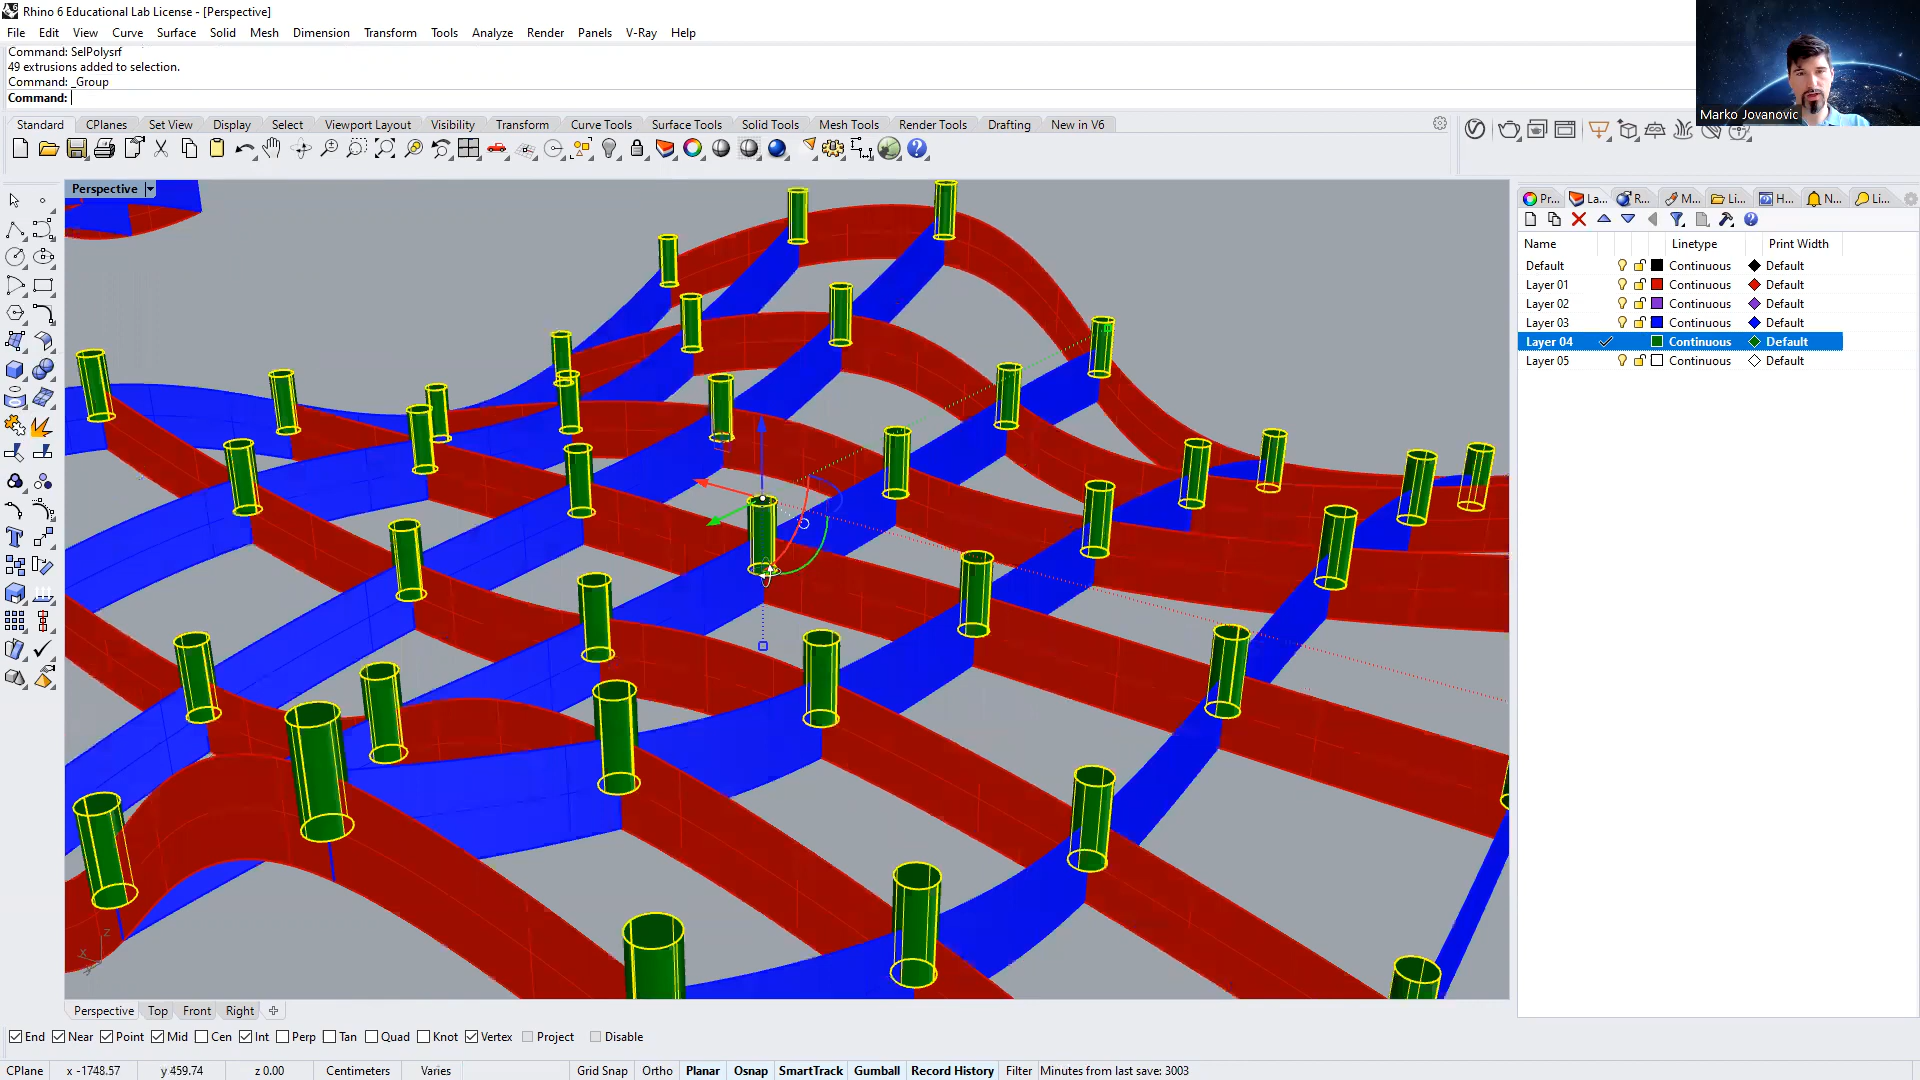 Rhino 6 Educational Lab License - [Perspective]
File Edit View Curve Surface Solid Mesh Dimension Transform Tools Analyze Render Panels V-Ray Help
Command: SelPolysrf
49 extrusions added to selection.
Command: _Group
Command:
Marko Jovanovic
Standard CPlanes Set View Display Select Viewport Layout Visibility Transform Curve Tools Surface Tools Solid Tools Mesh Tools Render Tools Drafting New in V6
Perspective
Pr... La... R... M... Li... H... N... Li...
Name Linetype Print Width
Default Continuous Default
Layer 01 Continuous Default
Layer 02 Continuous Default
Layer 03 Continuous Default
Layer 04 Continuous Default
Layer 05 Continuous Default
z
x
Perspective Top Front Right
End Near Point Mid Cen Int Perp Tan Quad Knot Vertex Project Disable
CPlane x -1748.57 y 459.74 z 0.00 Centimeters Varies Grid Snap Ortho Planar Osnap SmartTrack Gumball Record History Filter Minutes from last save: 3003